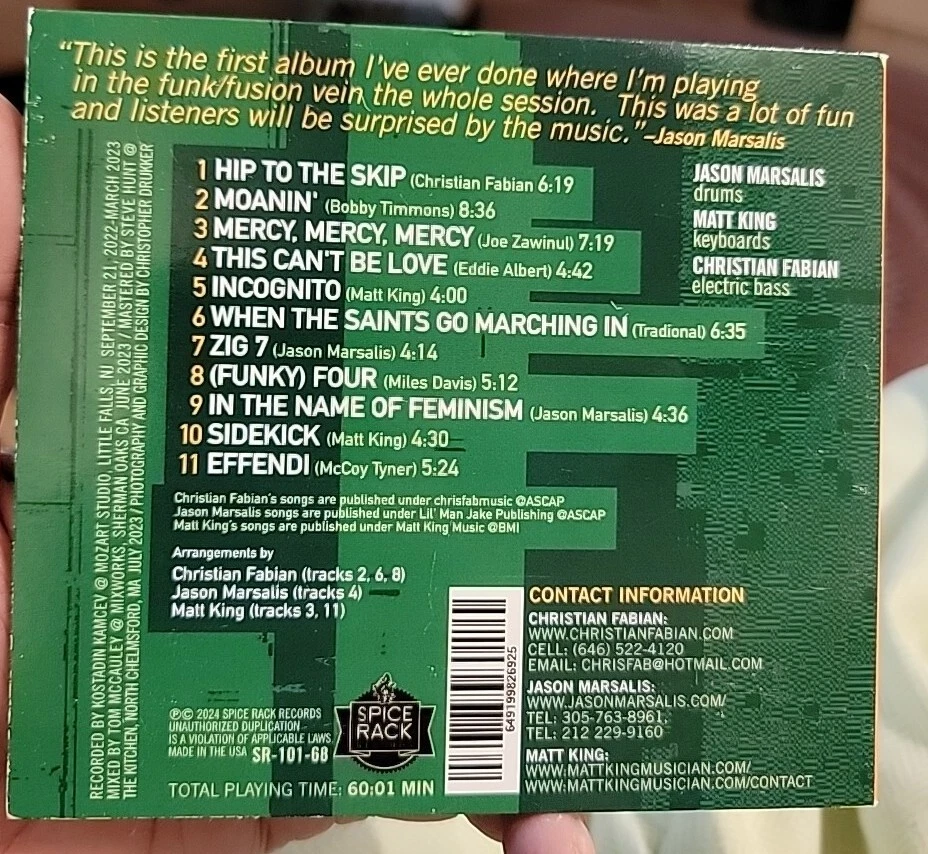 "This is the first album I've ever done where I'm playing
in the funk/fusion vein the whole session. This was a lot of fun
and listeners will be surprised by the music."–Jason Marsalis
1 HIP TO THE SKIP (Christian Fabian 6:19
2 MOANIN' (Bobby Timmons) 8:36
3 MERCY, MERCY, MERCY (Joe Zawinul) 7:19
4 THIS CAN'T BE LOVE (Eddie Albert) 4:42
5 INCOGNITO (Matt King) 4:00
6 WHEN THE SAINTS GO MARCHING IN (Tradional) 6:35
7 ZIG 7 (Jason Marsalis) 4:14
8 (FUNKY) FOUR (Miles Davis) 5:12
9 IN THE NAME OF FEMINISM (Jason Marsalis) 4:36
10 SIDEKICK (Matt King) 4:30
11 EFFENDI (McCoy Tyner) 5:24
JASON MARSALIS
drums
MATT KING
keyboards
CHRISTIAN FABIAN
electric bass
Christian Fabian's songs are published under chrisfabmusic @ASCAP
Jason Marsalis songs are published under Lil' Man Jake Publishing @ASCAP
Matt King's songs are published under Matt King Music @BMI
Arrangements by
Christian Fabian (tracks 2, 6, 8)
Jason Marsalis (tracks 4)
Matt King (tracks 3, 11)
RECORDED BY KOSTADIN KAMCEV @ MOZART STUDIO, LITTLE FALLS, NJ SEPTEMBER 21, 2022-MARCH 2023
MIXED BY TOM MCCAULEY @ MIXWORKS, SHERMAN OAKS CA JUNE 2023 / MASTERED BY STEVE HUNT @
THE KITCHEN, NORTH CHELMSFORD, MA JULY 2023 / PHOTOGRAPHY AND GRAPHIC DESIGN BY CHRISTOPHER DRUKKER
℗© 2024 SPICE RACK RECORDS
UNAUTHORIZED DUPLICATION
IS A VIOLATION OF APPLICABLE LAWS.
MADE IN THE USA SR-101-68
SPICE
RACK
TOTAL PLAYING TIME: 60:01 MIN
649199826925
CONTACT INFORMATION
CHRISTIAN FABIAN:
WWW.CHRISTIANFABIAN.COM
CELL: (646) 522-4120
EMAIL: CHRISFAB@HOTMAIL.COM
JASON MARSALIS:
WWW.JASONMARSALIS.COM/
TEL: 305-763-8961,
TEL: 212 229-9160
MATT KING:
WWW.MATTKINGMUSICIAN.COM/
WWW.MATTKINGMUSICIAN.COM/CONTACT